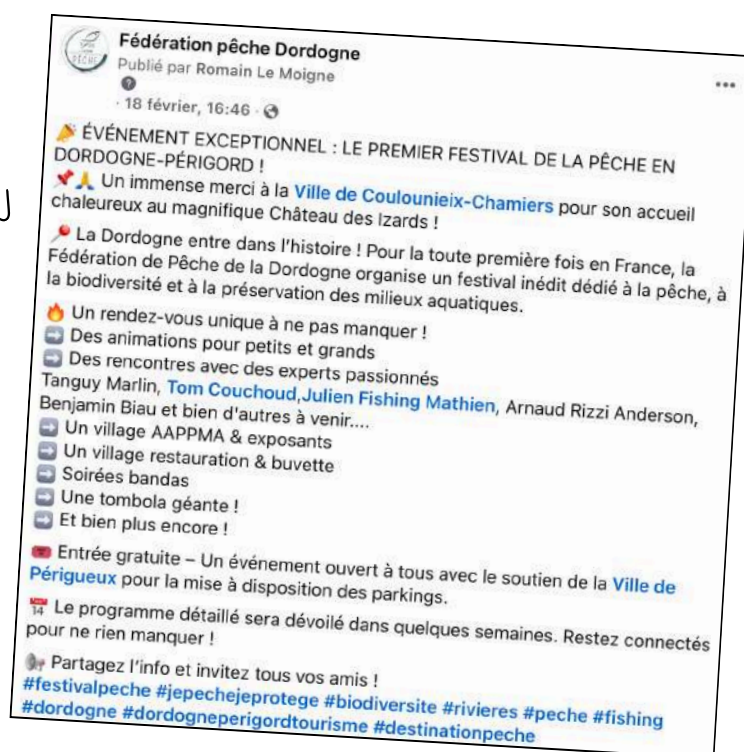 Fédération pêche Dordogne
Publié par Romain Le Moigne
· 18 février, 16:46 ·
🎉 ÉVÉNEMENT EXCEPTIONNEL : LE PREMIER FESTIVAL DE LA PÊCHE EN
DORDOGNE-PÉRIGORD !
📌🙏 Un immense merci à la Ville de Coulounieix-Chamiers pour son accueil
chaleureux au magnifique Château des Izards !
📍 La Dordogne entre dans l'histoire ! Pour la toute première fois en France, la
Fédération de Pêche de la Dordogne organise un festival inédit dédié à la pêche, à
la biodiversité et à la préservation des milieux aquatiques.
🔥 Un rendez-vous unique à ne pas manquer !
➡️ Des animations pour petits et grands
➡️ Des rencontres avec des experts passionnés
Tanguy Marlin, Tom Couchoud,Julien Fishing Mathien, Arnaud Rizzi Anderson,
Benjamin Biau et bien d'autres à venir....
➡️ Un village AAPPMA & exposants
➡️ Un village restauration & buvette
➡️ Soirées bandas
➡️ Une tombola géante !
➡️ Et bien plus encore !
🎟️ Entrée gratuite – Un événement ouvert à tous avec le soutien de la Ville de
Périgueux pour la mise à disposition des parkings.
📅 Le programme détaillé sera dévoilé dans quelques semaines. Restez connectés
pour ne rien manquer !
📢 Partagez l'info et invitez tous vos amis !
#festivalpeche #jepechejeprotege #biodiversite #rivieres #peche #fishing
#dordogne #dordogneperigordtourisme #destinationpeche